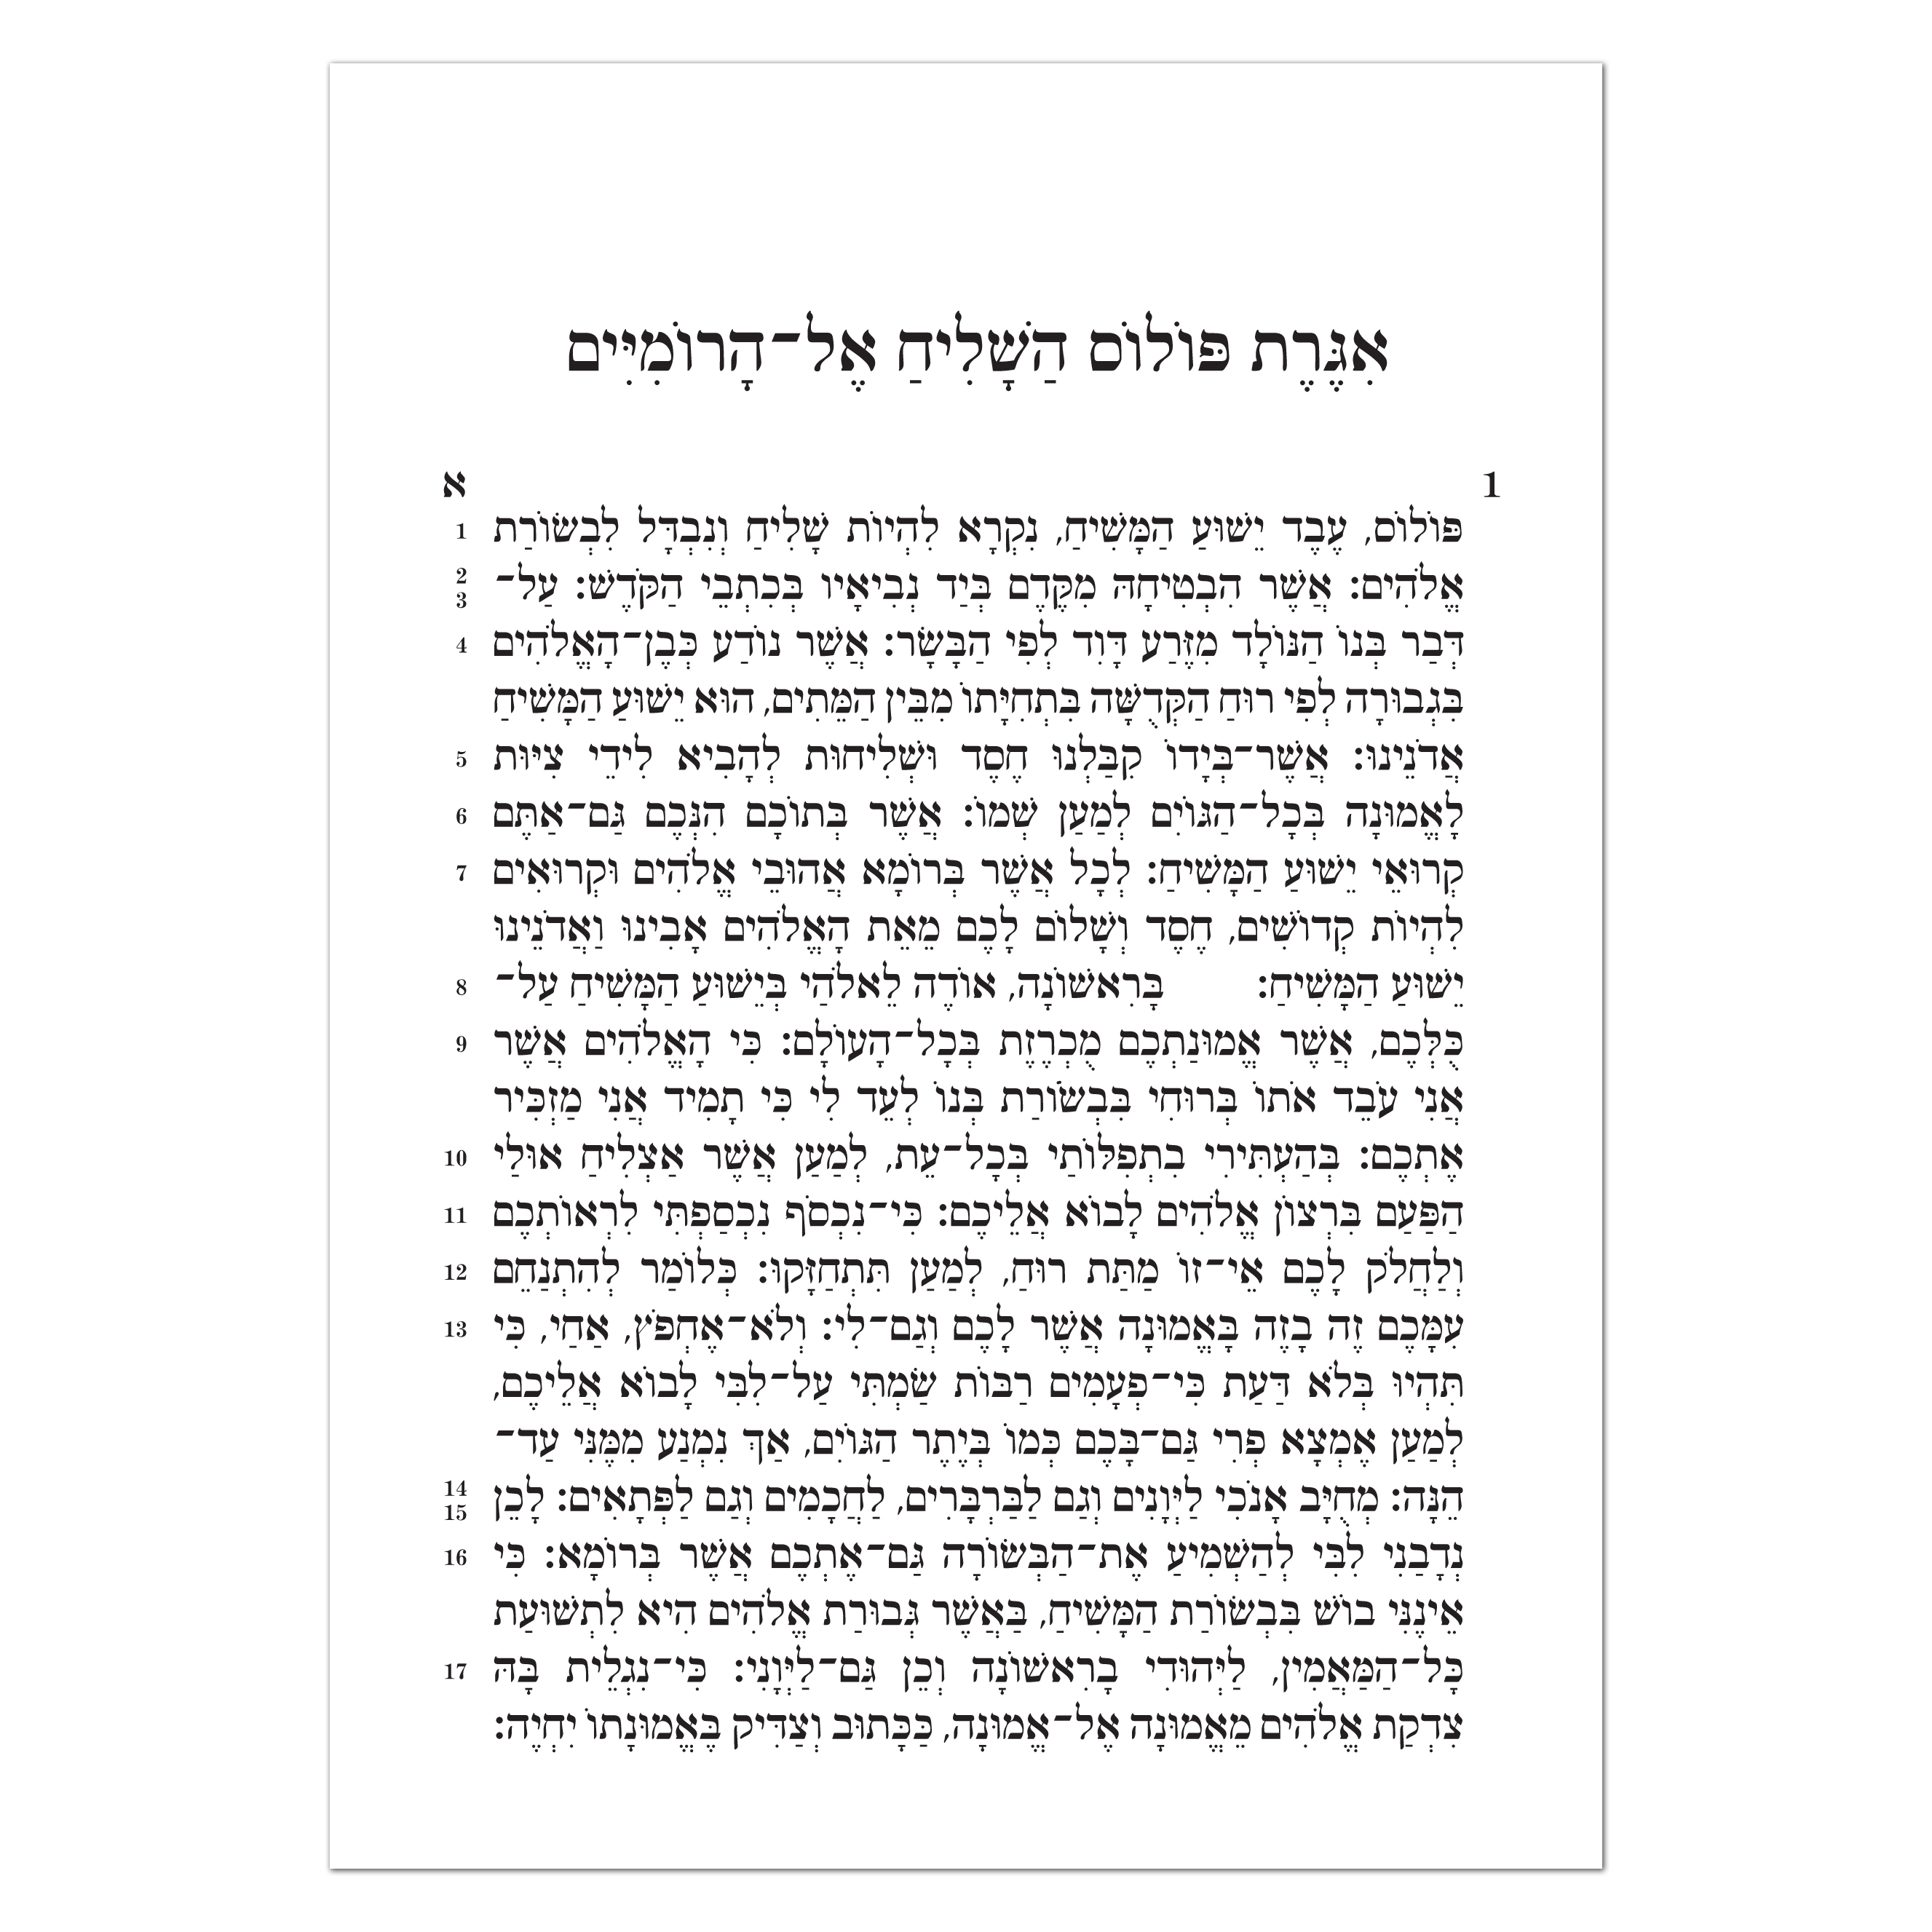 אִגֶּרֶת פּוֹלוֹס הַשָּׁלִיחַ אֶל־הָרוֹמִיִּים
1 א
פּוֹלוֹס, עֶבֶד יֵשׁוּעַ הַמָּשִׁיחַ, נִקְרָא לִהְיוֹת שָׁלִיחַ וְנִבְדָּל לִבְשׂוֹרַת 1
אֱלֹהִים: אֲשֶׁר הִבְטִיחָהּ מִקֶּדֶם בְּיַד נְבִיאָיו בְּכִתְבֵי הַקֹּדֶשׁ: עַל־ 2 3
דְּבַר בְּנוֹ הַנּוֹלָד מִזֶּרַע דָּוִד לְפִי הַבָּשָׂר: אֲשֶׁר נוֹדַע כְּבֶן־הָאֱלֹהִים 4
בִּגְבוּרָה לְפִי רוּחַ הַקְּדֻשָּׁה בִּתְחִיָּתוֹ מִבֵּין הַמֵּתִים, הוּא יֵשׁוּעַ הַמָּשִׁיחַ
אֲדֹנֵינוּ: אֲשֶׁר־בְּיָדוֹ קִבַּלְנוּ חֶסֶד וּשְׁלִיחוּת לְהָבִיא לִידֵי צִיּוּת 5
לָאֱמוּנָה בְּכָל־הַגּוֹיִם לְמַעַן שְׁמוֹ: אֲשֶׁר בְּתוֹכָם הִנְּכֶם גַּם־אַתֶּם 6
קְרוּאֵי יֵשׁוּעַ הַמָּשִׁיחַ: לְכָל אֲשֶׁר בְּרוֹמָא אֲהוּבֵי אֱלֹהִים וּקְרוּאִים 7
לִהְיוֹת קְדוֹשִׁים, חֶסֶד וְשָׁלוֹם לָכֶם מֵאֵת הָאֱלֹהִים אָבִינוּ וַאֲדֹנֵינוּ
יֵשׁוּעַ הַמָּשִׁיחַ: בָּרִאשׁוֹנָה, אוֹדֶה לֵאלֹהַי בְּיֵשׁוּעַ הַמָּשִׁיחַ עַל־ 8
כֻּלְּכֶם, אֲשֶׁר אֱמוּנַתְכֶם מֻכְרֶזֶת בְּכָל־הָעוֹלָם: כִּי הָאֱלֹהִים אֲשֶׁר 9
אֲנִי עֹבֵד אֹתוֹ בְּרוּחִי בִּבְשׂוֹרַת בְּנוֹ לְעֵד לִי כִּי תָמִיד אֲנִי מַזְכִּיר
אֶתְכֶם: בְּהַעְתִּירִי בִתְפִלּוֹתַי בְּכָל־עֵת, לְמַעַן אֲשֶׁר אַצְלִיחַ אוּלַי 10
הַפַּעַם בִּרְצוֹן אֱלֹהִים לָבוֹא אֲלֵיכֶם: כִּי־נִכְסֹף נִכְסַפְתִּי לִרְאוֹתְכֶם 11
וְלַחֲלֹק לָכֶם אֵי־זוֹ מַתַּת רוּחַ, לְמַעַן תִּתְחַזָּקוּ: כְּלוֹמַר לְהִתְנַחֵם 12
עִמָּכֶם זֶה בָזֶה בָּאֱמוּנָה אֲשֶׁר לָכֶם וְגַם־לִי: וְלֹא־אֶחְפֹּץ, אַחַי, כִּי 13
תִּהְיוּ בְּלֹא דַּעַת כִּי־פְעָמִים רַבּוֹת שַׂמְתִּי עַל־לִבִּי לָבוֹא אֲלֵיכֶם,
לְמַעַן אֶמְצָא פְרִי גַּם־בָּכֶם כְּמוֹ בְּיֶתֶר הַגּוֹיִם, אַךְ נִמְנַע מִמֶּנִּי עַד־
הֵנָּה: מְחֻיָּב אָנֹכִי לַיְּוָנִים וְגַם לַבַּרְבָּרִים, לַחֲכָמִים וְגַם לַפְּתָאִים: לָכֵן 14 15
נְדָבַנִי לִבִּי לְהַשְׁמִיעַ אֶת־הַבְּשׂוֹרָה גַּם־אֶתְכֶם אֲשֶׁר בְּרוֹמָא: כִּי 16
אֵינֶנִּי בוֹשׁ בִּבְשׂוֹרַת הַמָּשִׁיחַ, בַּאֲשֶׁר גְּבוּרַת אֱלֹהִים הִיא לִתְשׁוּעַת
כָּל־הַמַּאֲמִין, לַיְּהוּדִי בָרִאשׁוֹנָה וְכֵן גַּם־לַיְּוָנִי: כִּי־נִגְלֵית בָּהּ 17
צִדְקַת אֱלֹהִים מֵאֱמוּנָה אֶל־אֱמוּנָה, כַּכָּתוּב וְצַדִּיק בֶּאֱמוּנָתוֹ יִחְיֶה: